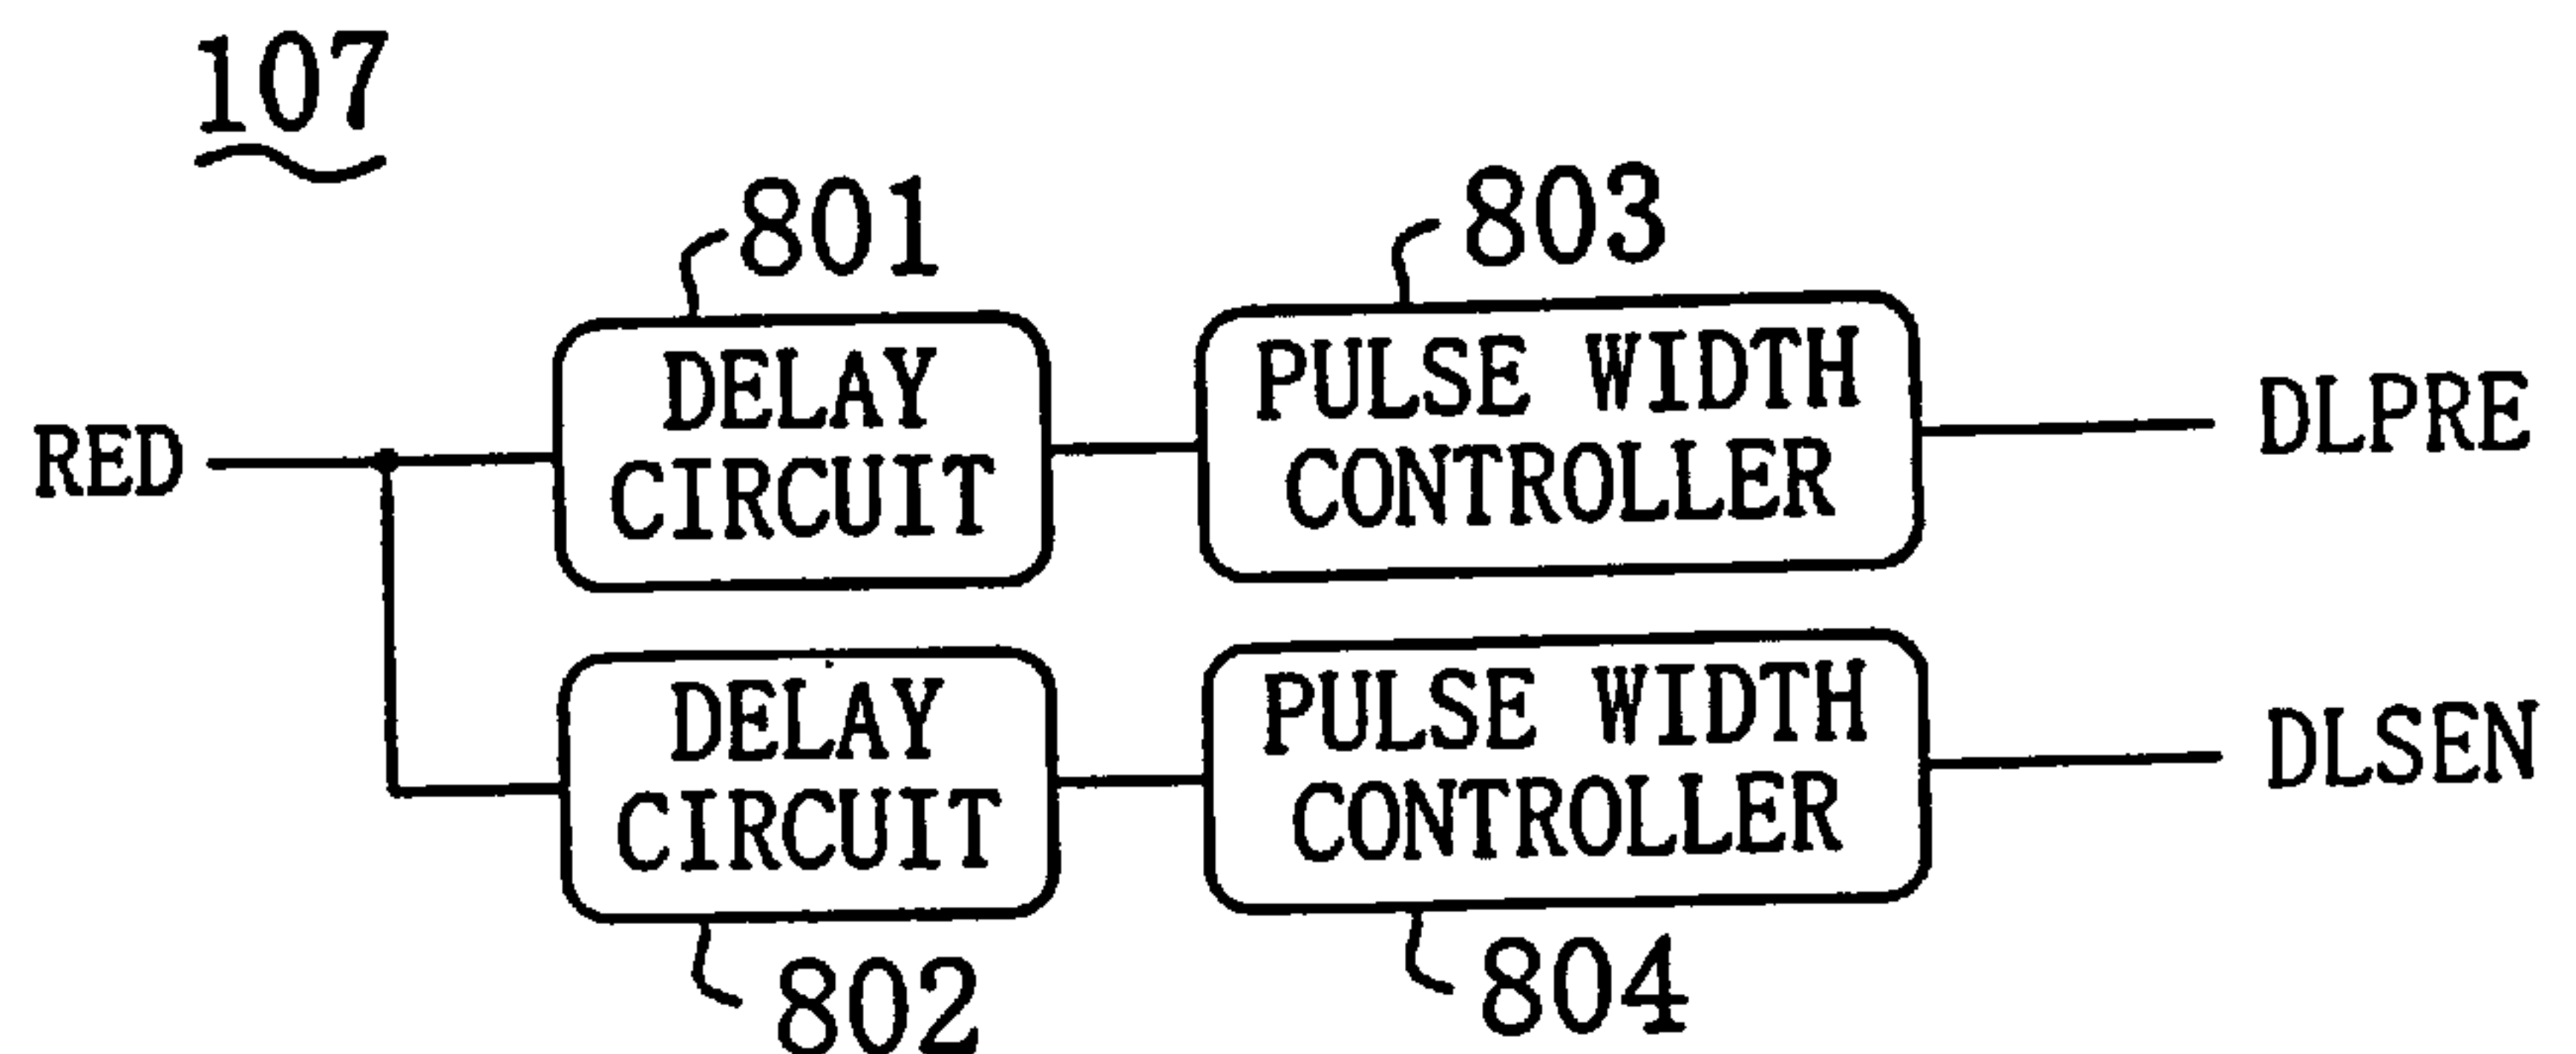 107
801
803
DELAY
CIRCUIT
PULSE WIDTH
CONTROLLER
RED
DLPRE
DELAY
CIRCUIT
PULSE WIDTH
CONTROLLER
DLSEN
802
804